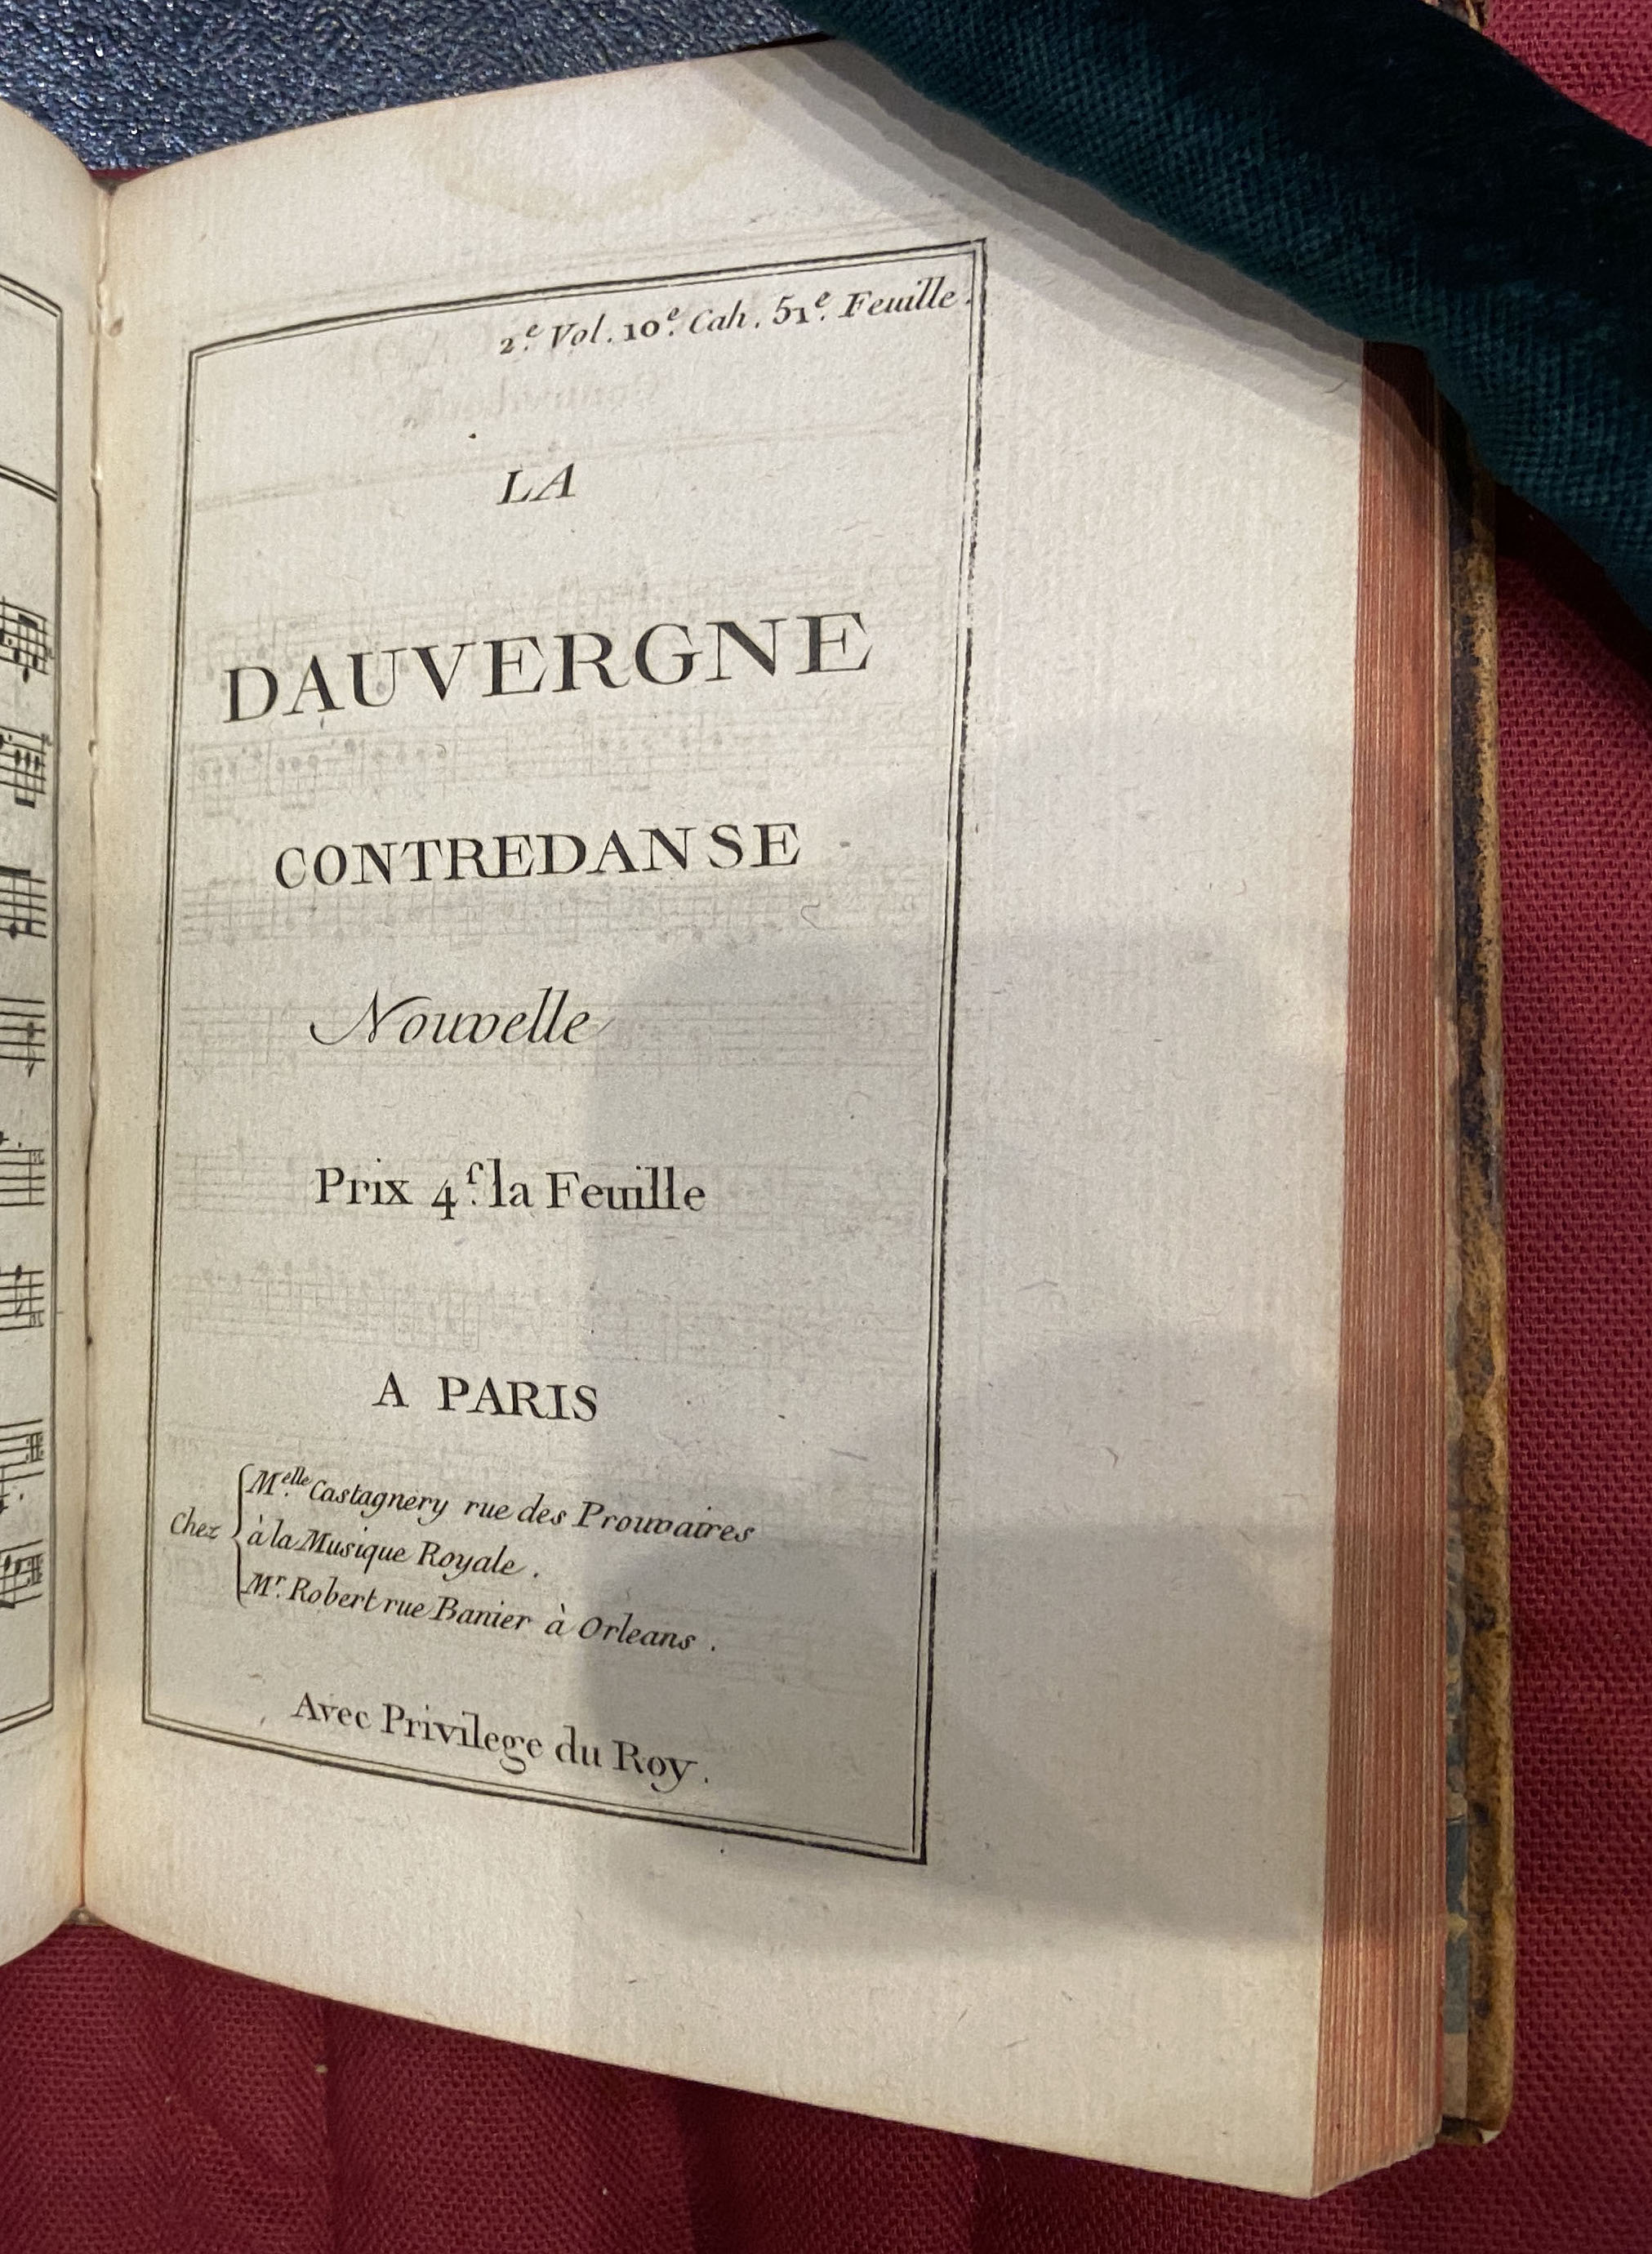 2.e Vol. 10.e Cah. 51.e Feuille.
LA
DAUVERGNE
CONTREDANSE
Nouvelle
Prix 4.ſ la Feuille
A PARIS
Chez
M.elle Castagnery rue des Prouvaires
à la Musique Royale.
M.r Robert rue Banier à Orleans.
Avec Privilege du Roy.